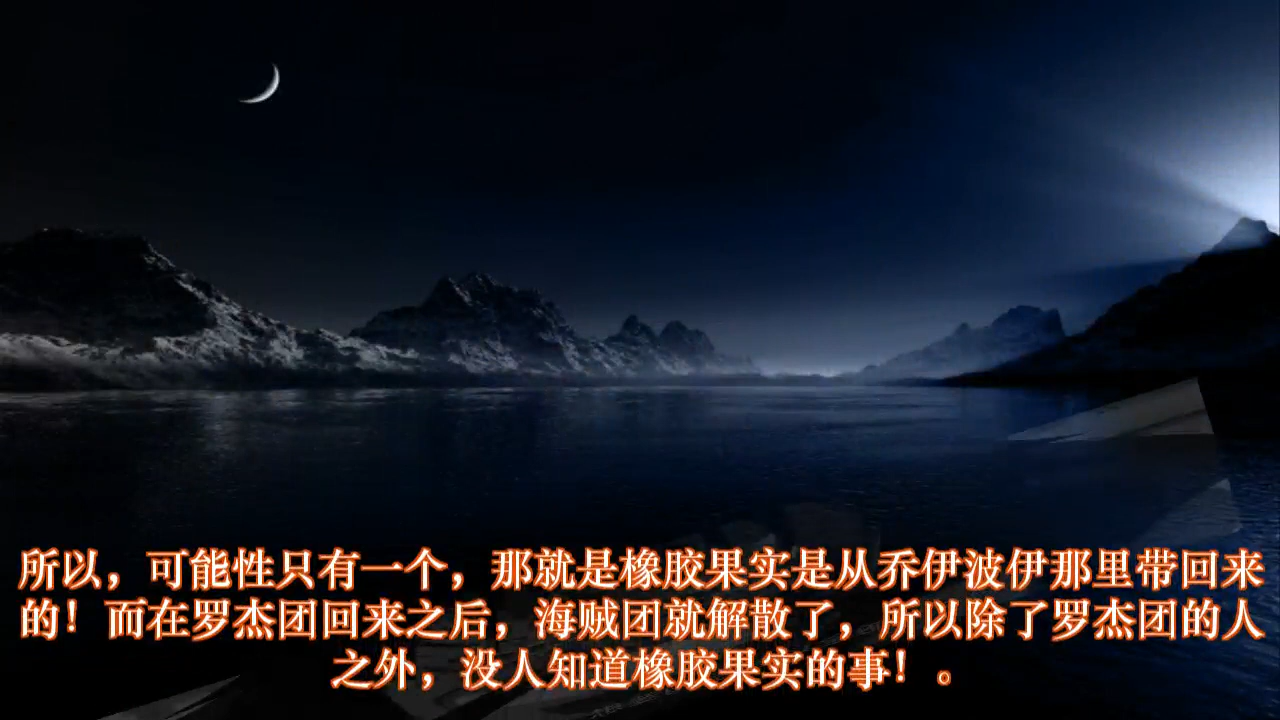 所以，可能性只有一个，那就是橡胶果实是从乔伊波伊那里带回来
的！而在罗杰团回来之后，海贼团就解散了，所以除了罗杰团的人
之外，没人知道橡胶果实的事！。